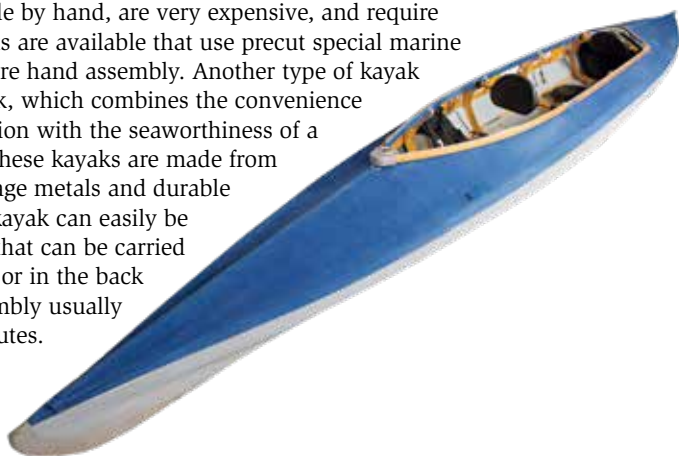 le by hand, are very expensive, and require
s are available that use precut special marine
re hand assembly. Another type of kayak
k, which combines the convenience
ion with the seaworthiness of a
hese kayaks are made from
nge metals and durable
kayak can easily be
that can be carried
or in the back
mbly usually
utes.